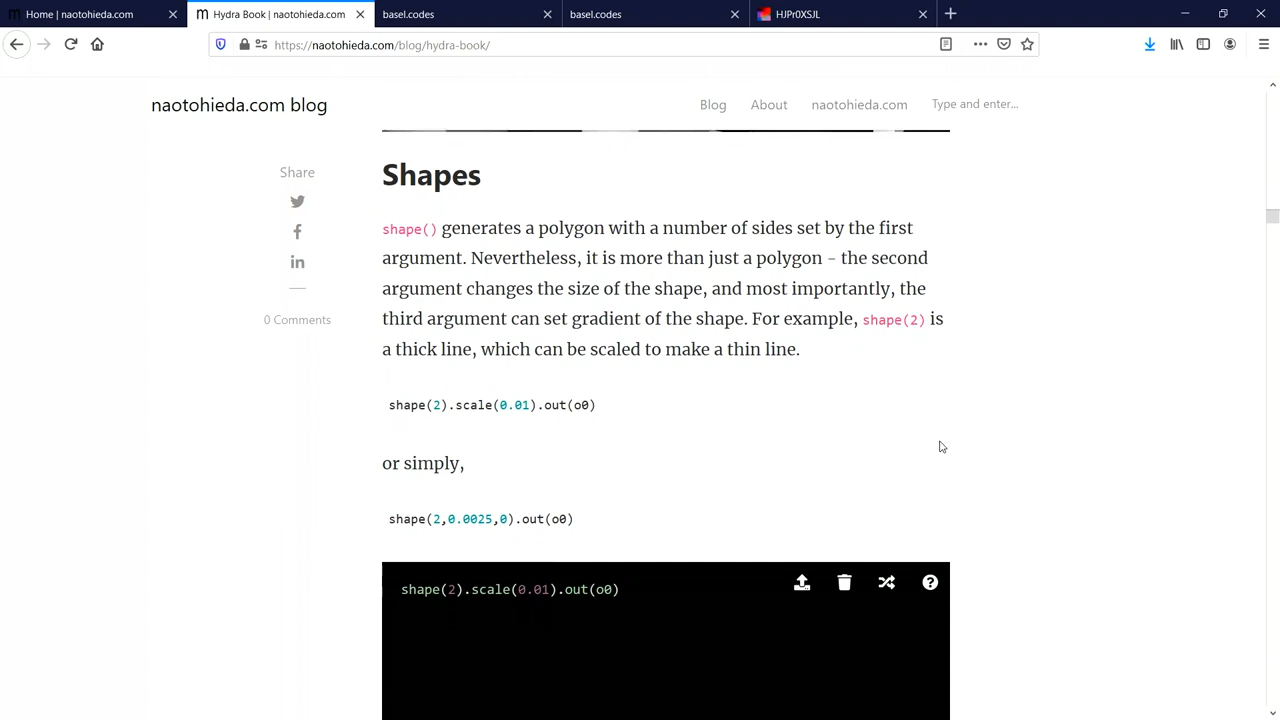 Home | naotohieda.com
Hydra Book | naotohieda.com
basel.codes
basel.codes
HJPr0XSJL
https://naotohieda.com/blog/hydra-book/
naotohieda.com blog
Blog
About
naotohieda.com
Type and enter...
Share
0 Comments
Shapes
shape() generates a polygon with a number of sides set by the first
argument. Nevertheless, it is more than just a polygon - the second
argument changes the size of the shape, and most importantly, the
third argument can set gradient of the shape. For example, shape(2) is
a thick line, which can be scaled to make a thin line.
shape(2).scale(0.01).out(o0)
or simply,
shape(2,0.0025,0).out(o0)
shape(2).scale(0.01).out(o0)